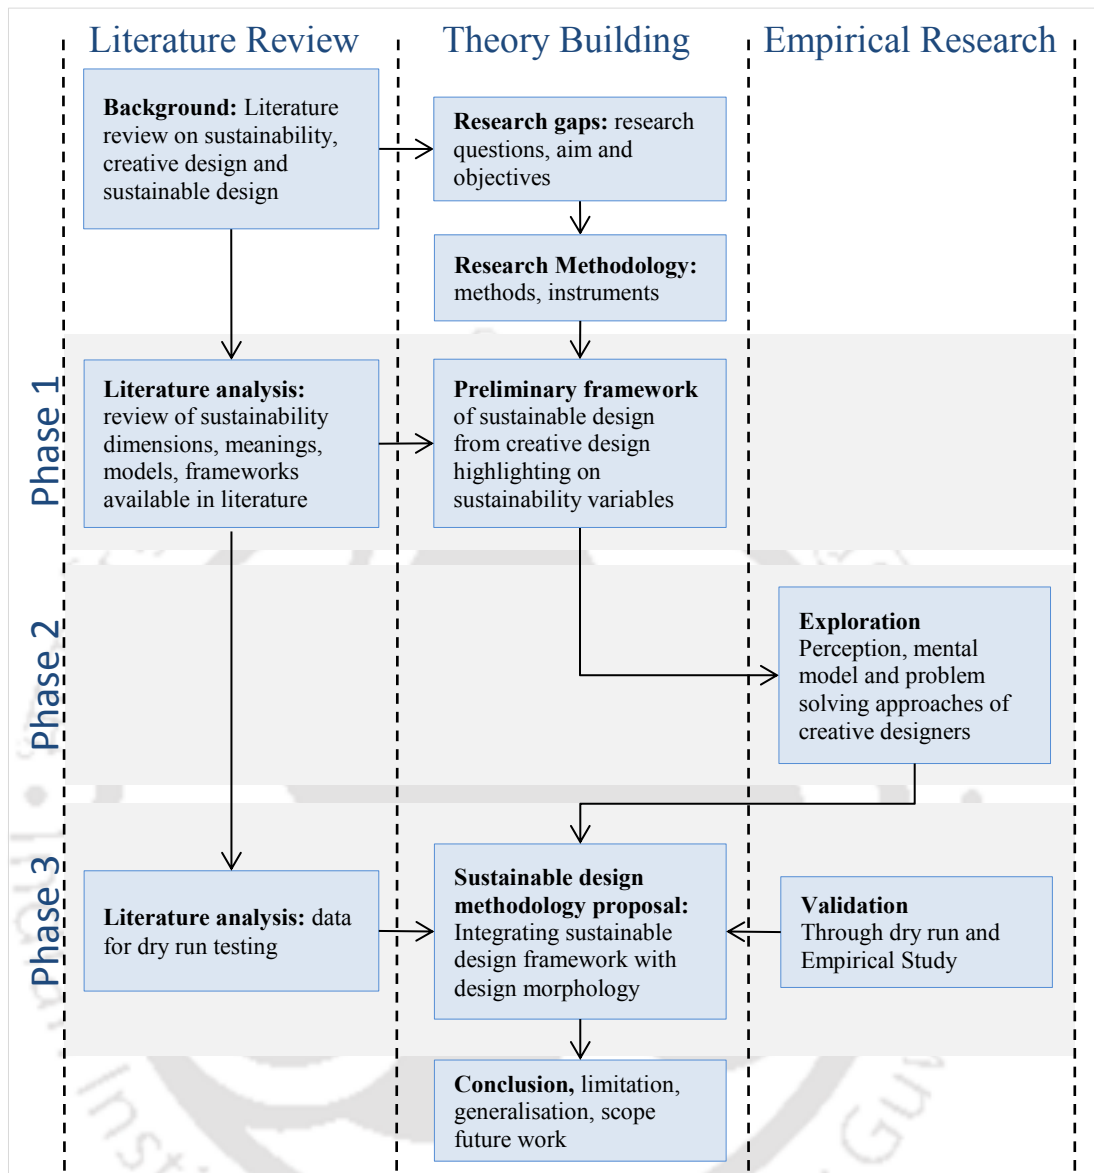 Literature Review
Theory Building
Empirical Research
Background: Literature
review on sustainability,
creative design and
sustainable design
Research gaps: research
questions, aim and
objectives
Research Methodology:
methods, instruments
Phase 1
Literature analysis:
review of sustainability
dimensions, meanings,
models, frameworks
available in literature
Preliminary framework
of sustainable design
from creative design
highlighting on
sustainability variables
Phase 2
Exploration
Perception, mental
model and problem
solving approaches of
creative designers
Phase 3
Literature analysis: data
for dry run testing
Sustainable design
methodology proposal:
Integrating sustainable
design framework with
design morphology
Validation
Through dry run and
Empirical Study
Conclusion, limitation,
generalisation, scope
future work